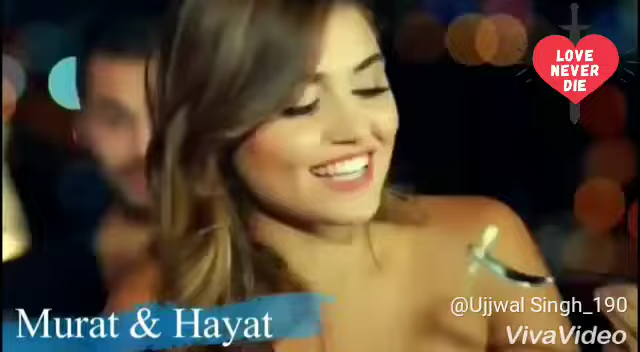 LOVE
NEVER
DIE
@Ujjwal Singh_190
Murat & Hayat
VivaVideo